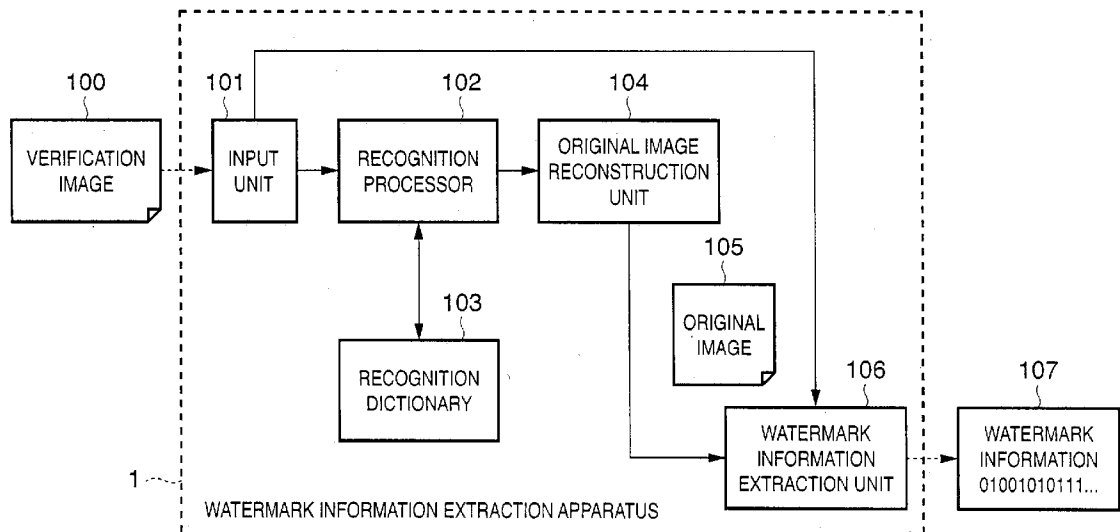 100
VERIFICATION
IMAGE
101
INPUT
UNIT
102
RECOGNITION
PROCESSOR
104
ORIGINAL IMAGE
RECONSTRUCTION
UNIT
103
RECOGNITION
DICTIONARY
105
ORIGINAL
IMAGE
106
WATERMARK
INFORMATION
EXTRACTION UNIT
107
WATERMARK
INFORMATION
01001010111...
1
WATERMARK INFORMATION EXTRACTION APPARATUS